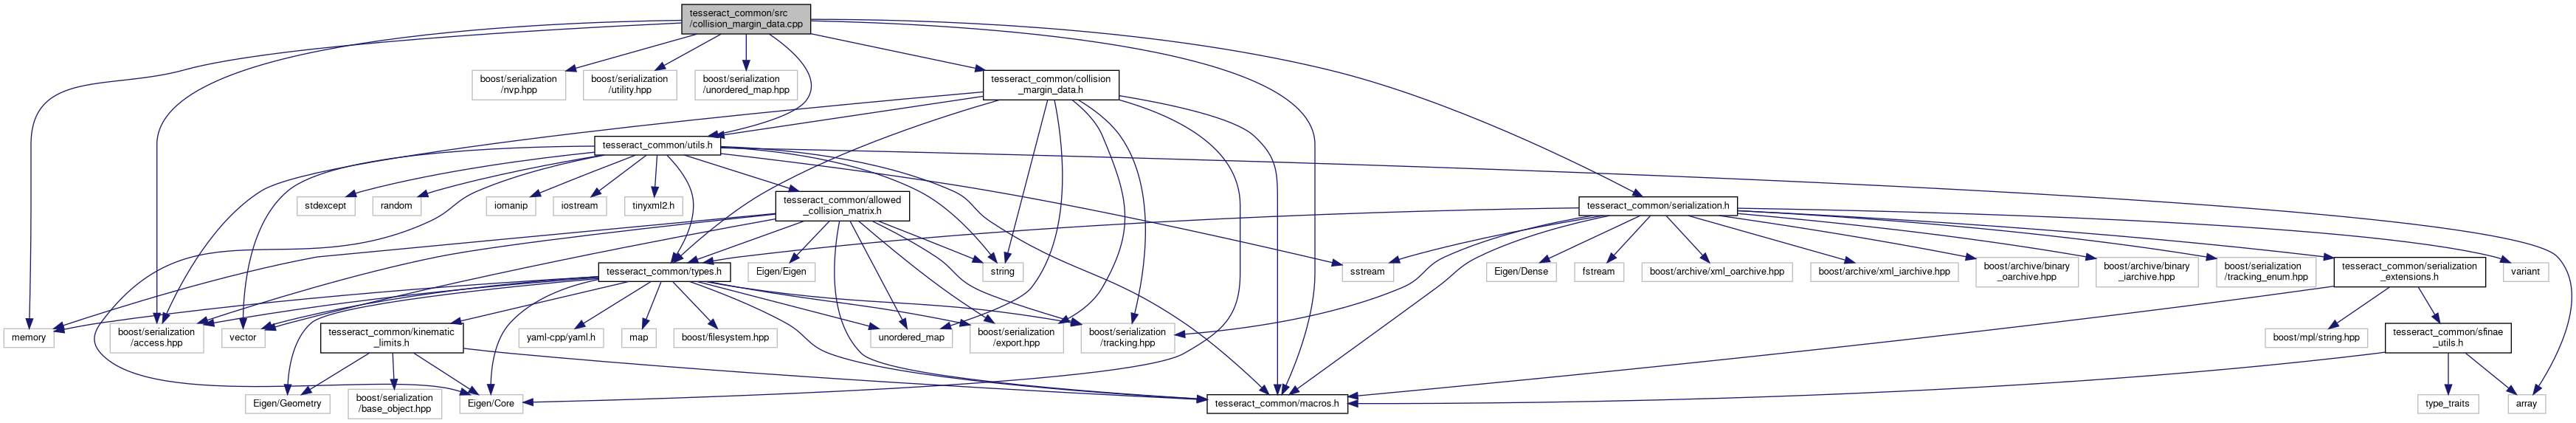 tesseract_common/src
/collision_margin_data.cpp
boost/serialization
/nvp.hpp
boost/serialization
/utility.hpp
boost/serialization
/unordered_map.hpp
tesseract_common/collision
_margin_data.h
tesseract_common/utils.h
stdexcept
random
iomanip
iostream
tinyxml2.h
tesseract_common/allowed
_collision_matrix.h
tesseract_common/serialization.h
tesseract_common/types.h
Eigen/Eigen
string
sstream
Eigen/Dense
fstream
boost/archive/xml_oarchive.hpp
boost/archive/xml_iarchive.hpp
boost/archive/binary
_oarchive.hpp
boost/archive/binary
_iarchive.hpp
boost/serialization
/tracking_enum.hpp
tesseract_common/serialization
_extensions.h
variant
memory
boost/serialization
/access.hpp
vector
tesseract_common/kinematic
_limits.h
yaml-cpp/yaml.h
map
boost/filesystem.hpp
unordered_map
boost/serialization
/export.hpp
boost/serialization
/tracking.hpp
boost/mpl/string.hpp
tesseract_common/sfinae
_utils.h
Eigen/Geometry
boost/serialization
/base_object.hpp
Eigen/Core
tesseract_common/macros.h
type_traits
array